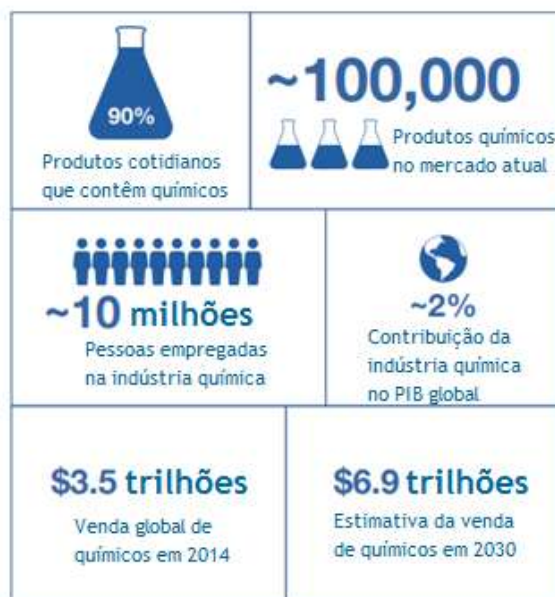 90%
Produtos cotidianos
que contêm químicos
~100,000
Produtos químicos
no mercado atual
~10 milhões
Pessoas empregadas
na indústria química
~2%
Contribuição da
indústria química
no PIB global
$3.5 trilhões
Venda global de
químicos em 2014
$6.9 trilhões
Estimativa da venda
de químicos em 2030